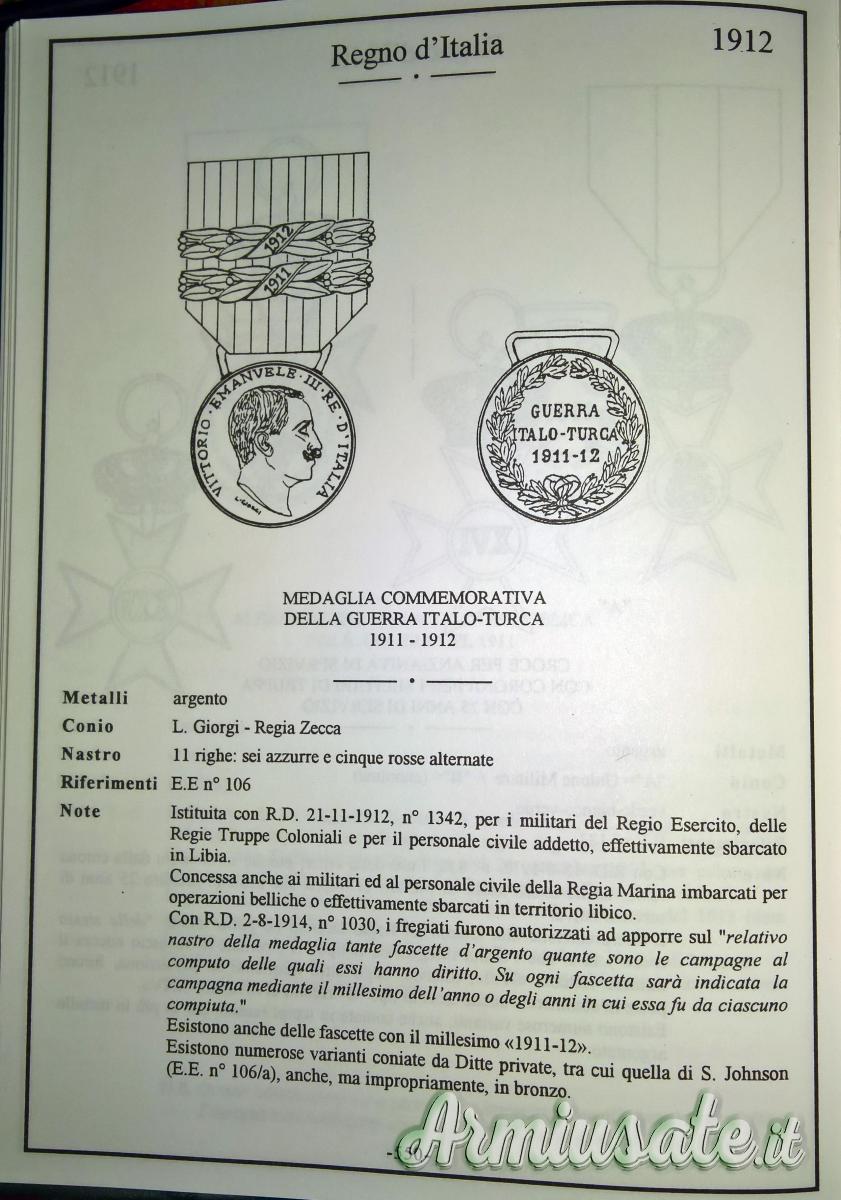 Regno d'Italia
1912
1912
1911
VITTORIO · EMANVELE · III · RE · D'ITALIA
L. GIORGI
GUERRA
ITALO-TURCA
1911-12
MEDAGLIA COMMEMORATIVA
DELLA GUERRA ITALO-TURCA
1911 - 1912
Metalli argento
Conio L. Giorgi - Regia Zecca
Nastro 11 righe: sei azzurre e cinque rosse alternate
Riferimenti E.E n° 106
Note Istituita con R.D. 21-11-1912, n° 1342, per i militari del Regio Esercito, delle
Regie Truppe Coloniali e per il personale civile addetto, effettivamente sbarcato
in Libia.
Concessa anche ai militari ed al personale civile della Regia Marina imbarcati per
operazioni belliche o effettivamente sbarcati in territorio libico.
Con R.D. 2-8-1914, n° 1030, i fregiati furono autorizzati ad apporre sul "relativo
nastro della medaglia tante fascette d'argento quante sono le campagne al
computo delle quali essi hanno diritto. Su ogni fascetta sarà indicata la
campagna mediante il millesimo dell'anno o degli anni in cui essa fu da ciascuno
compiuta."
Esistono anche delle fascette con il millesimo «1911-12».
Esistono numerose varianti coniate da Ditte private, tra cui quella di S. Johnson
(E.E. n° 106/a), anche, ma impropriamente, in bronzo.
Armiusate.it